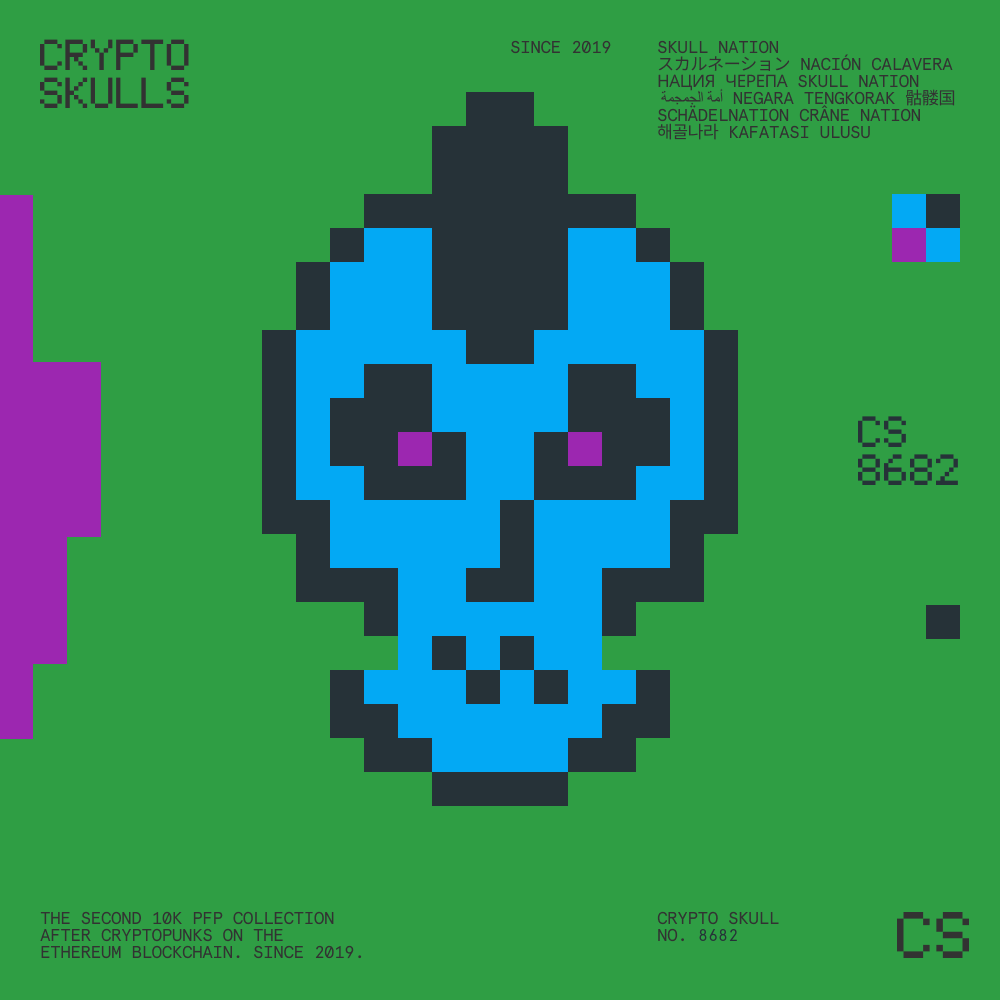 CRYPTO
SKULLS
SINCE 2019
SKULL NATION
スカルネーション NACIÓN CALAVERA
НАЦИЯ ЧЕРЕПА SKULL NATION
أمة الجمجمة NEGARA TENGKORAK 骷髅国
SCHÄDELNATION CRÂNE NATION
해골나라 KAFATASI ULUSU
CS
8682
THE SECOND 10K PFP COLLECTION
AFTER CRYPTOPUNKS ON THE
ETHEREUM BLOCKCHAIN. SINCE 2019.
CRYPTO SKULL
NO. 8682
CS